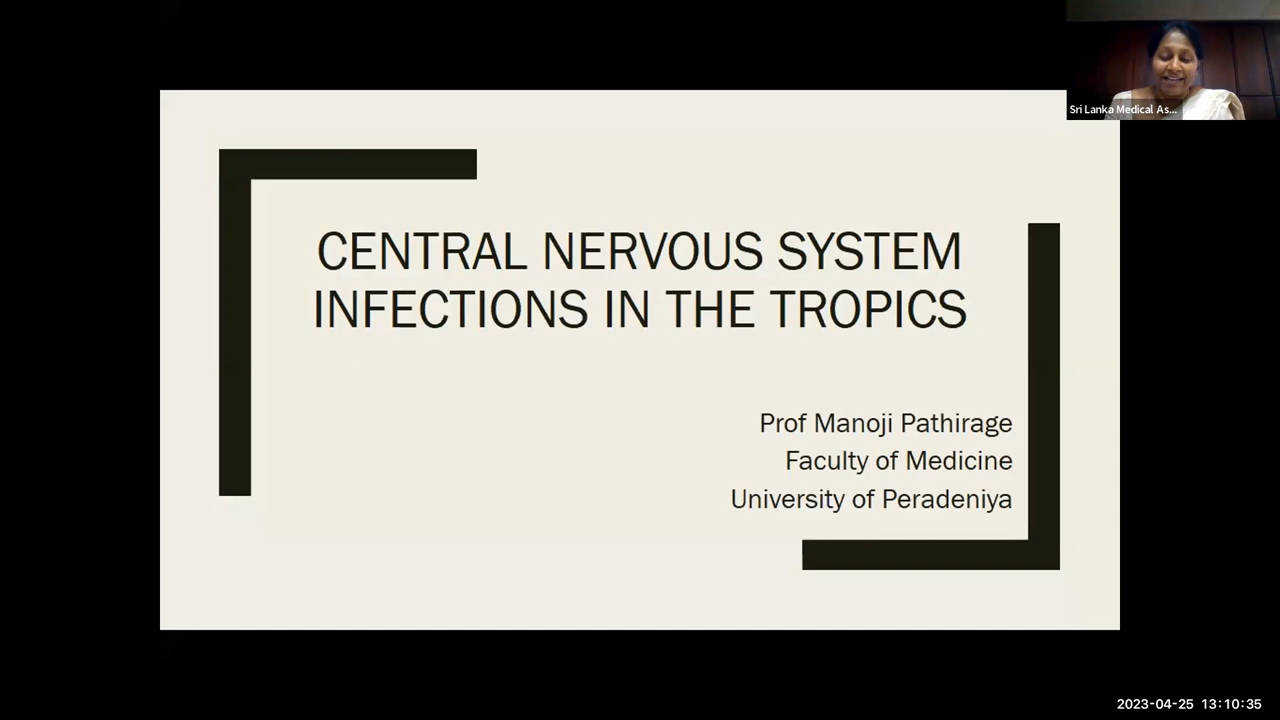 Sri Lanka Medical As...
CENTRAL NERVOUS SYSTEM
INFECTIONS IN THE TROPICS
Prof Manoji Pathirage
Faculty of Medicine
University of Peradeniya
2023-04-25 13:10:35